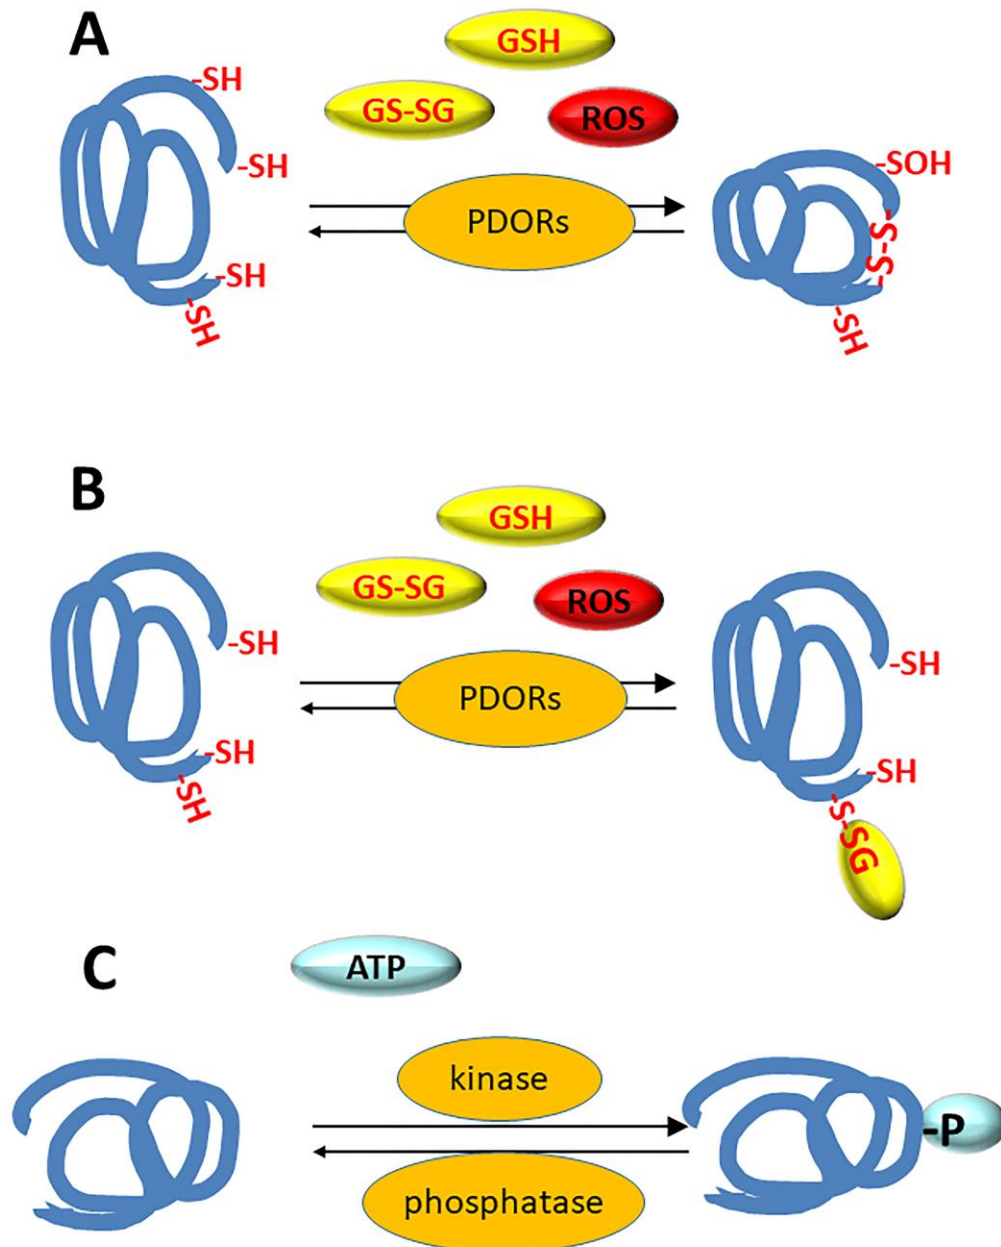 A
GSH
-SH
GS-SG
ROS
-SH
-SOH
PDORs
-S-S-
-SH
-SH
-SH
B
GSH
GS-SG
ROS
-SH
-SH
PDORs
-SH
-SH
-SH
-S-SG
C
ATP
kinase
-P
phosphatase